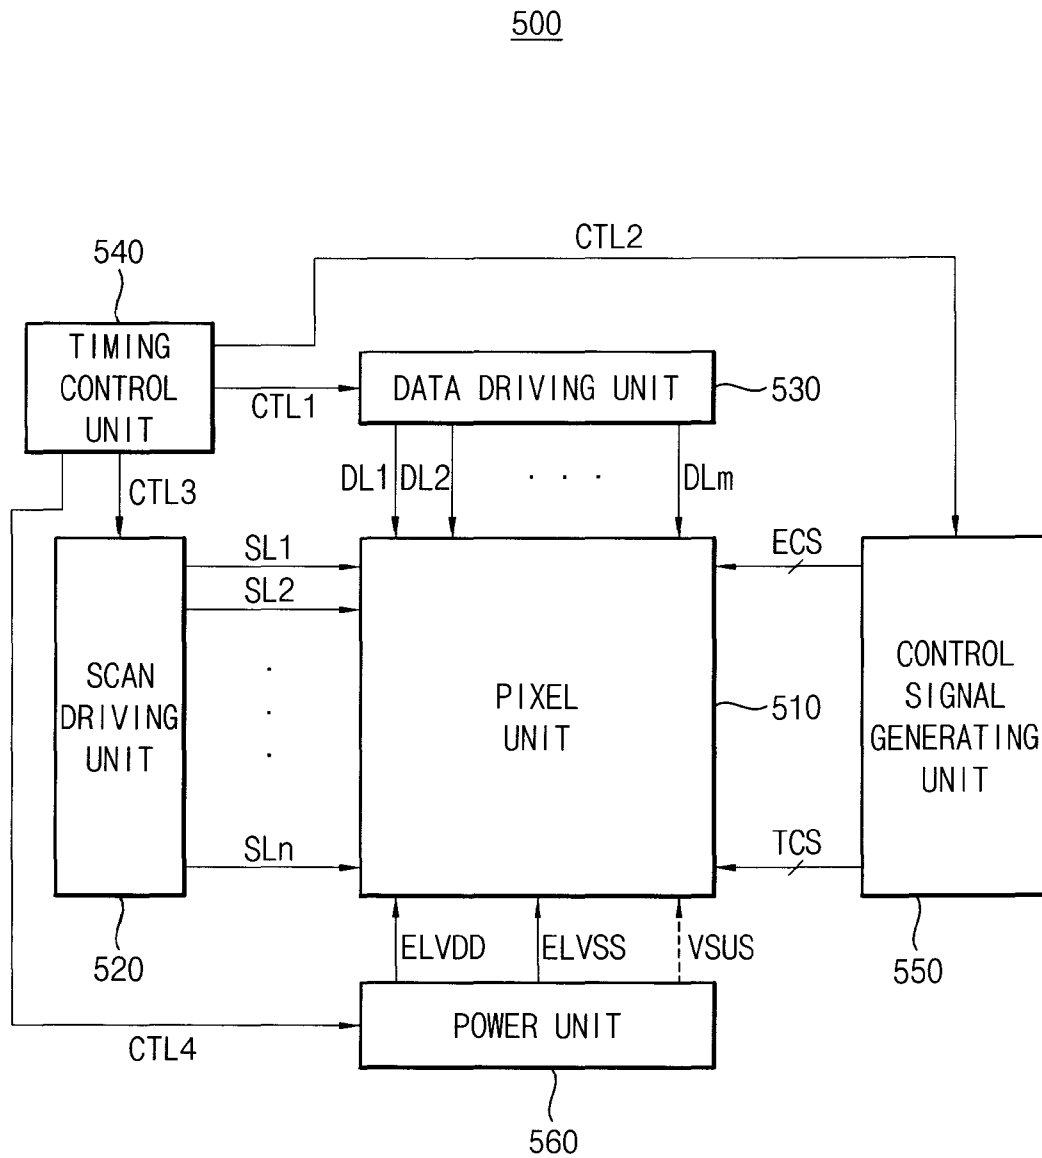 500
540
CTL2
TIMING
CONTROL
UNIT
CTL1
DATA DRIVING UNIT
530
CTL3
DL1
DL2
. . .
DLm
SL1
SL2
.
.
.
SLn
SCAN
DRIVING
UNIT
520
PIXEL
UNIT
510
ECS
TCS
CONTROL
SIGNAL
GENERATING
UNIT
550
ELVDD
ELVSS
VSUS
CTL4
POWER UNIT
560